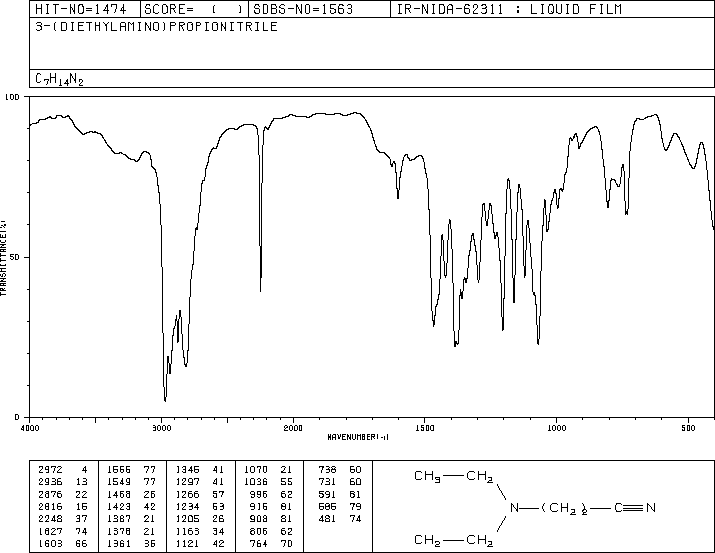 HIT-NO=1474 SCORE= ( ) SDBS-NO=1563 IR-NIDA-62311 : LIQUID FILM
3-(DIETHYLAMINO)PROPIONITRILE
C7H14N2
100
TRANSMITTANCE(%)
50
0
4000 3000 2000 1500 1000 500
WAVENUMBER(-1)
2972 4 1566 77 1346 41 1070 21 738 60
2936 13 1549 77 1297 41 1036 55 731 60
2876 22 1468 26 1266 57 996 62 591 81
2816 15 1423 42 1234 53 916 81 586 79
2248 37 1387 21 1205 26 908 81 481 74
1627 74 1378 21 1163 34 806 62
1603 66 1361 36 1121 42 764 70
CH3 CH2
N (CH2)2 C N
CH2 CH2